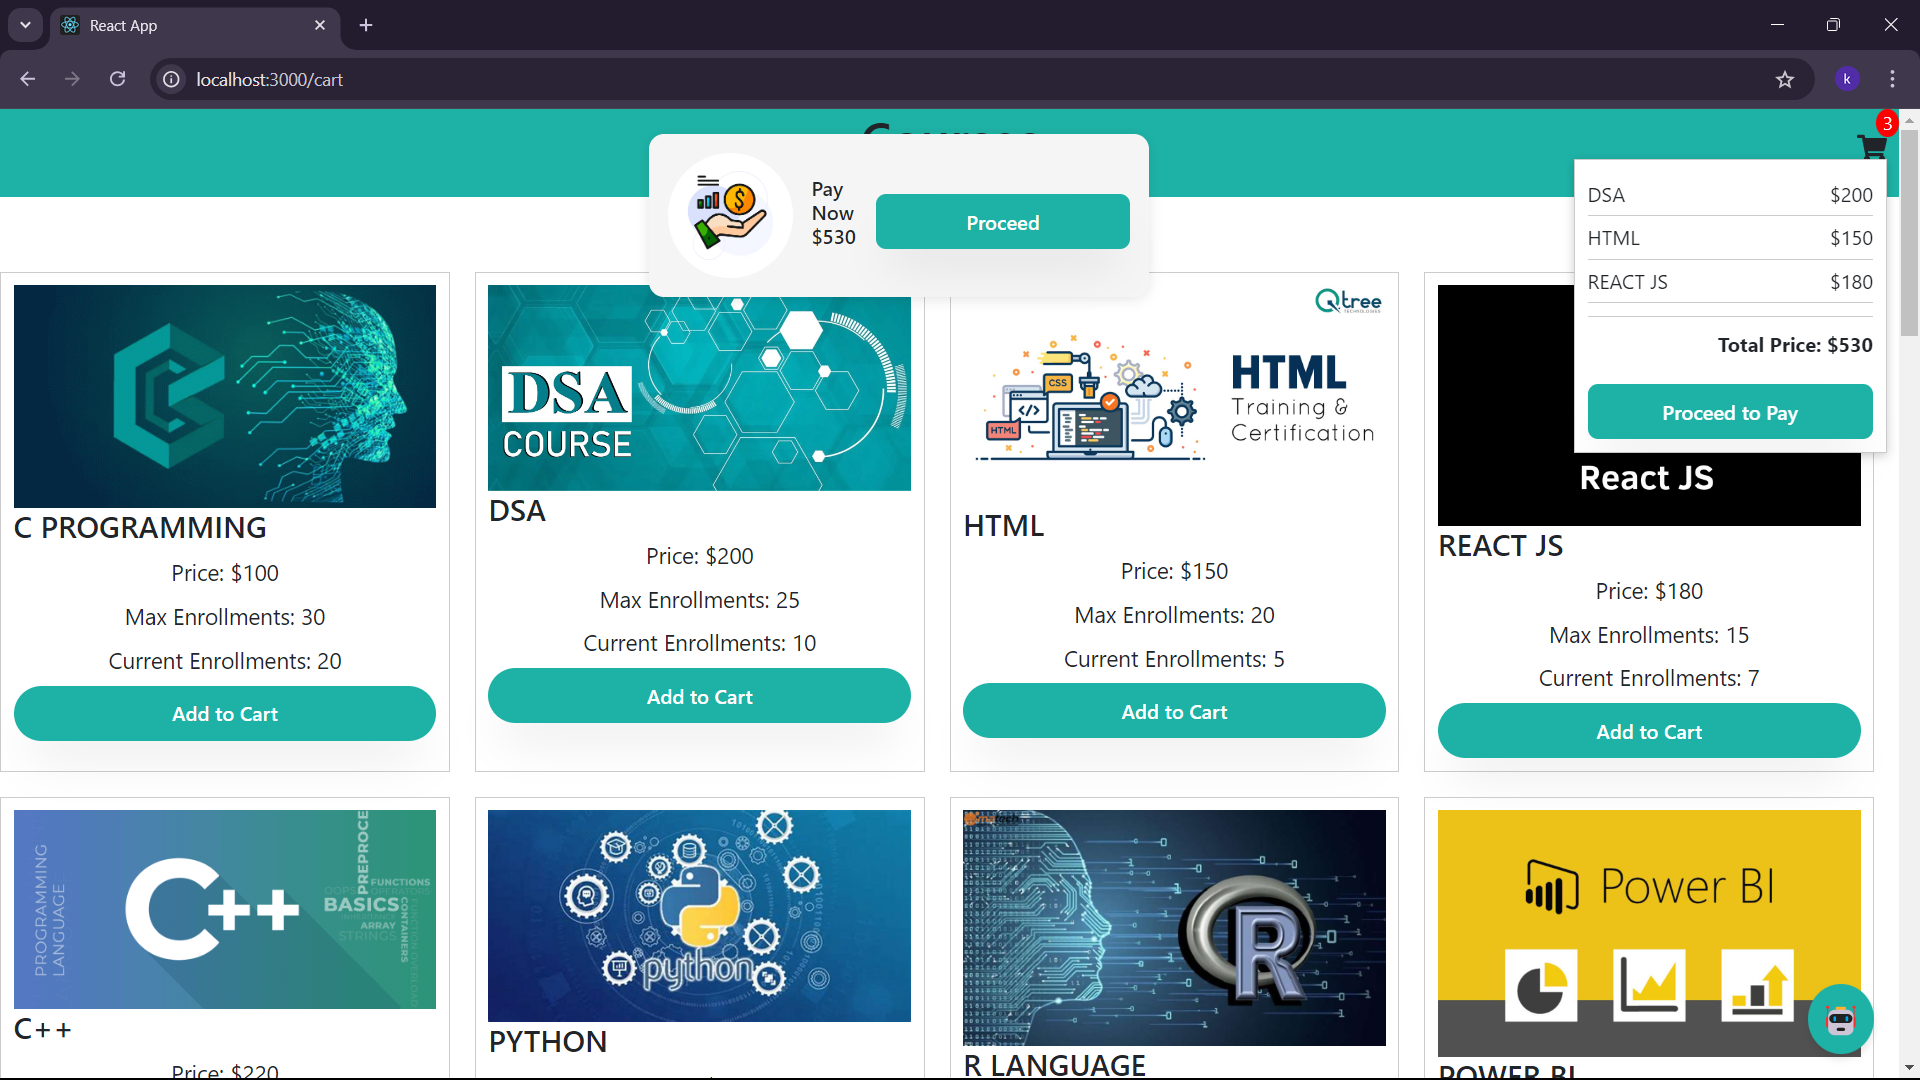 React App
localhost:3000/cart
k
3
Pay
Now
$530
Proceed
DSA $200
HTML $150
REACT JS $180
Total Price: $530
Proceed to Pay
DSA
COURSE
Qtree
TECHNOLOGIES
CSS
HTML
HTML
Training &
Certification
React JS
C PROGRAMMING
Price: $100
Max Enrollments: 30
Current Enrollments: 20
Add to Cart
DSA
Price: $200
Max Enrollments: 25
Current Enrollments: 10
Add to Cart
HTML
Price: $150
Max Enrollments: 20
Current Enrollments: 5
Add to Cart
REACT JS
Price: $180
Max Enrollments: 15
Current Enrollments: 7
Add to Cart
PROGRAMMING
LANGUAGE
C++
PREPROCE
FUNCTIONS
BASICS
ARRAY
STRINGS
CONTAINERS
python
R
Power BI
C++
Price: $220
PYTHON
R LANGUAGE
POWER BI